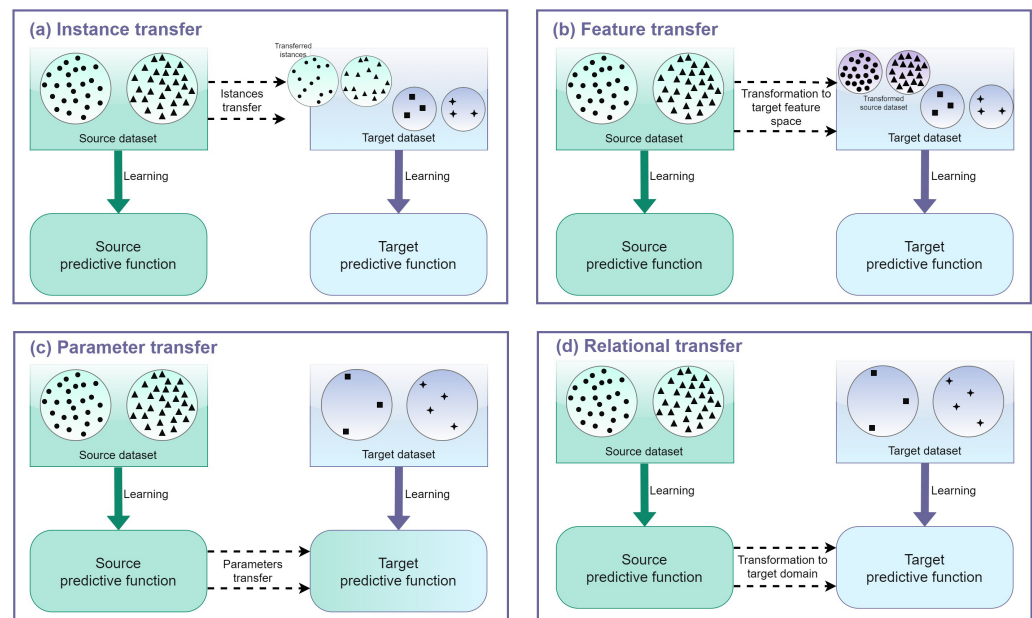 (a) Instance transfer
Transferred
istances
Istances
transfer
Source dataset
Target dataset
Learning
Learning
Source
predictive function
Target
predictive function
(b) Feature transfer
Transformation to
target feature
space
Transformed
source dataset
Source dataset
Target dataset
Learning
Learning
Source
predictive function
Target
predictive function
(c) Parameter transfer
Source dataset
Target dataset
Learning
Learning
Source
predictive function
Parameters
transfer
Target
predictive function
(d) Relational transfer
Source dataset
Target dataset
Learning
Learning
Source
predictive function
Transformation to
target domain
Target
predictive function